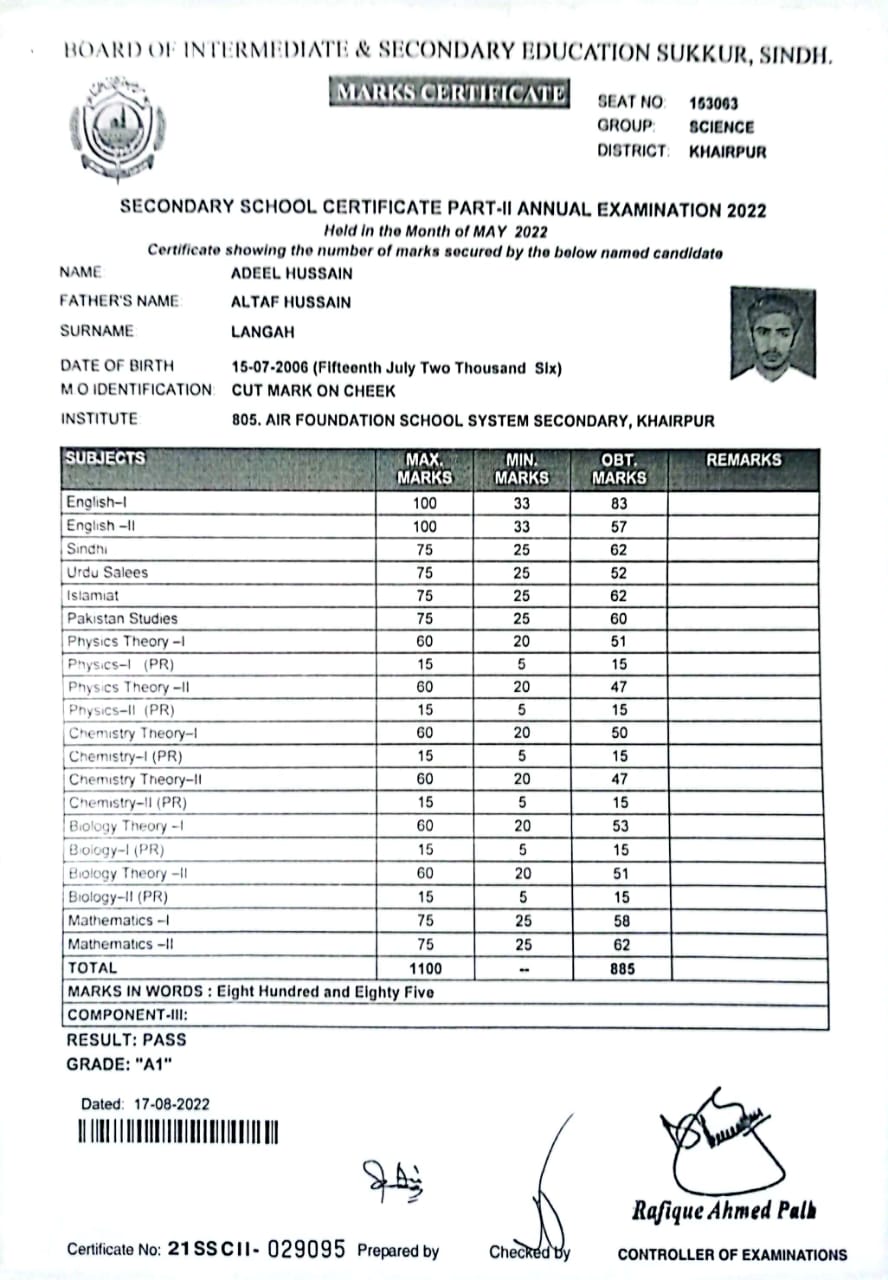 BOARD OF INTERMEDIATE & SECONDARY EDUCATION SUKKUR, SINDH.
MARKS CERTIFICATE
SEAT NO: 153063
GROUP: SCIENCE
DISTRICT: KHAIRPUR
SECONDARY SCHOOL CERTIFICATE PART-II ANNUAL EXAMINATION 2022
Held in the Month of MAY 2022
Certificate showing the number of marks secured by the below named candidate
NAME ADEEL HUSSAIN
FATHER'S NAME ALTAF HUSSAIN
SURNAME LANGAH
DATE OF BIRTH 15-07-2006 (Fifteenth July Two Thousand Six)
M O IDENTIFICATION: CUT MARK ON CHEEK
INSTITUTE 805. AIR FOUNDATION SCHOOL SYSTEM SECONDARY, KHAIRPUR
SUBJECTS MAX. MARKS MIN. MARKS OBT. MARKS REMARKS
English-I 100 33 83
English -II 100 33 57
Sindhi 75 25 62
Urdu Salees 75 25 52
Islamiat 75 25 62
Pakistan Studies 75 25 60
Physics Theory -I 60 20 51
Physics-I (PR) 15 5 15
Physics Theory -II 60 20 47
Physics-II (PR) 15 5 15
Chemistry Theory-I 60 20 50
Chemistry-I (PR) 15 5 15
Chemistry Theory-II 60 20 47
Chemistry-II (PR) 15 5 15
Biology Theory -I 60 20 53
Biology-I (PR) 15 5 15
Biology Theory -II 60 20 51
Biology-II (PR) 15 5 15
Mathematics -I 75 25 58
Mathematics -II 75 25 62
TOTAL 1100 -- 885
MARKS IN WORDS : Eight Hundred and Eighty Five
COMPONENT-III:
RESULT: PASS
GRADE: "A1"
Dated: 17-08-2022
Rafique Ahmed Palh
Certificate No: 21SSCII- 029095 Prepared by Checked by CONTROLLER OF EXAMINATIONS